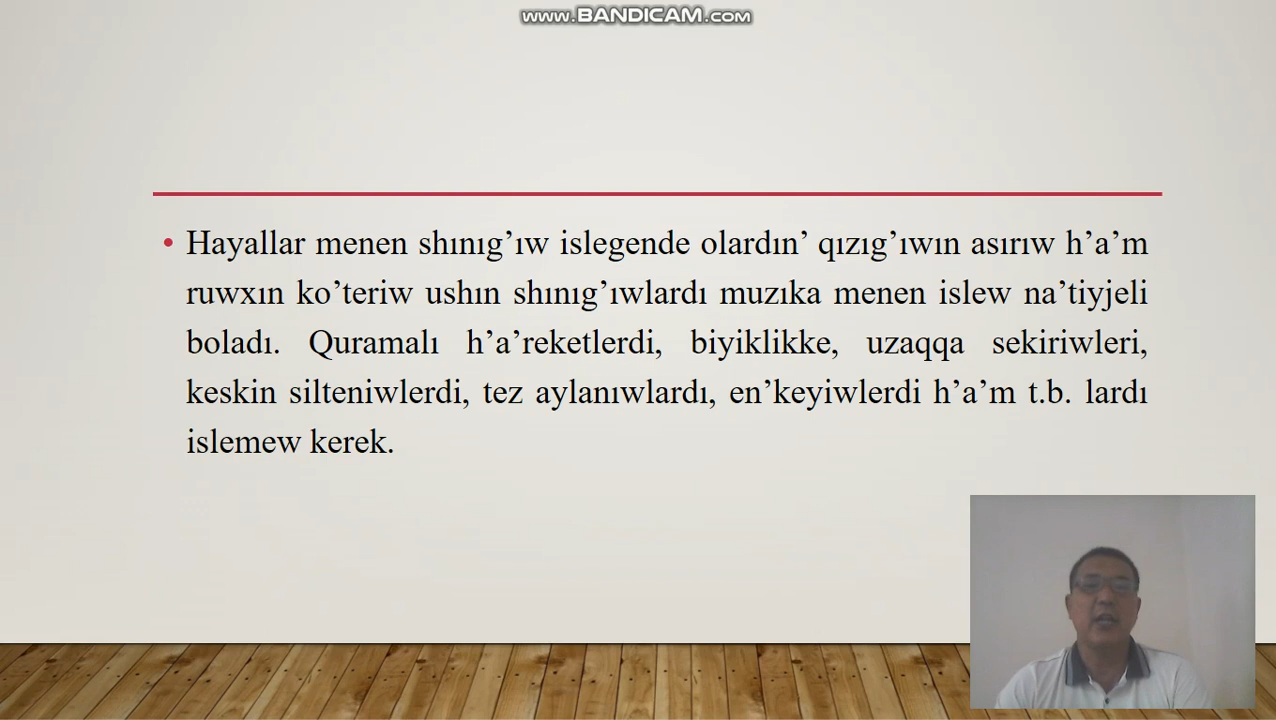 www.BANDICAM.com
• Hayallar menen shınıg’ıw islegende olardın’ qızıg’ıwın asırıw h’a’m
ruwxın ko’teriw ushın shınıg’ıwlardı muzıka menen islew na’tiyjeli
boladı. Quramalı h’a’reketlerdi, biyiklikke, uzaqqa sekiriwleri,
keskin silteniwlerdi, tez aylanıwlardı, en’keyiwlerdi h’a’m t.b. lardı
islemew kerek.